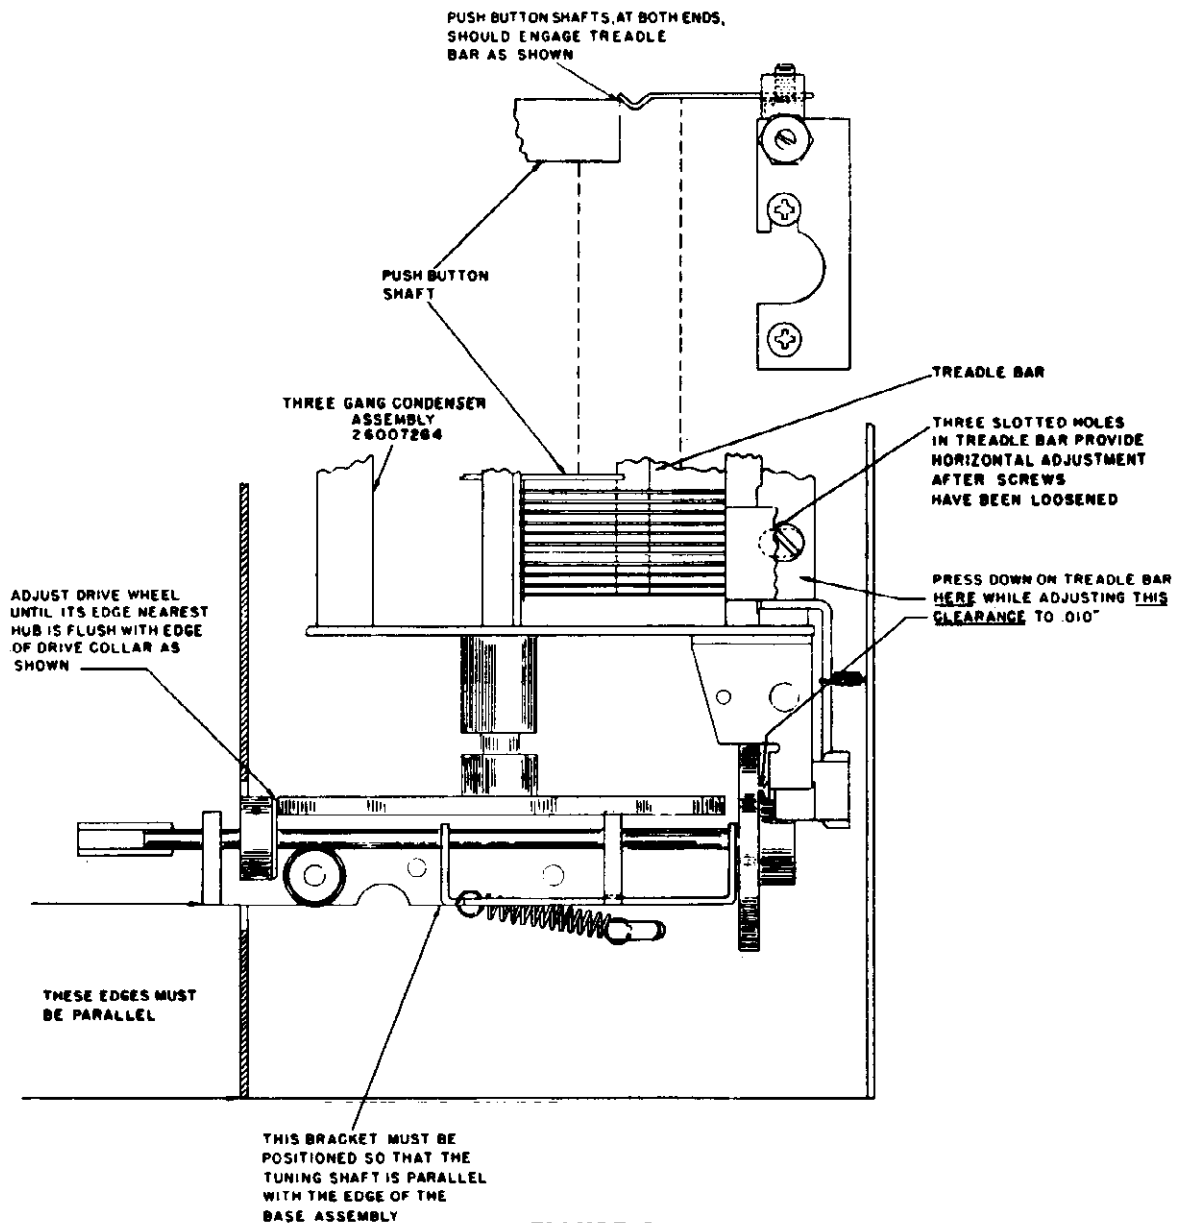 PUSH BUTTON SHAFTS, AT BOTH ENDS,
SHOULD ENGAGE TREADLE
BAR AS SHOWN
PUSH BUTTON
SHAFT
TREADLE BAR
THREE GANG CONDENSER
ASSEMBLY
26007264
THREE SLOTTED HOLES
IN TREADLE BAR PROVIDE
HORIZONTAL ADJUSTMENT
AFTER SCREWS
HAVE BEEN LOOSENED
PRESS DOWN ON TREADLE BAR
HERE WHILE ADJUSTING THIS
CLEARANCE TO .010"
ADJUST DRIVE WHEEL
UNTIL ITS EDGE NEAREST
HUB IS FLUSH WITH EDGE
OF DRIVE COLLAR AS
SHOWN
THESE EDGES MUST
BE PARALLEL
THIS BRACKET MUST BE
POSITIONED SO THAT THE
TUNING SHAFT IS PARALLEL
WITH THE EDGE OF THE
BASE ASSEMBLY